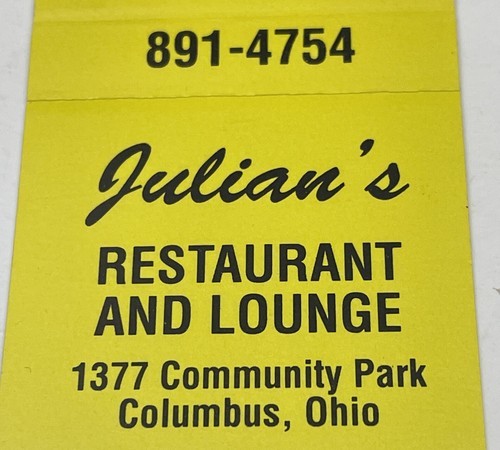 891-4754
Julian's
RESTAURANT
AND LOUNGE
1377 Community Park
Columbus, Ohio